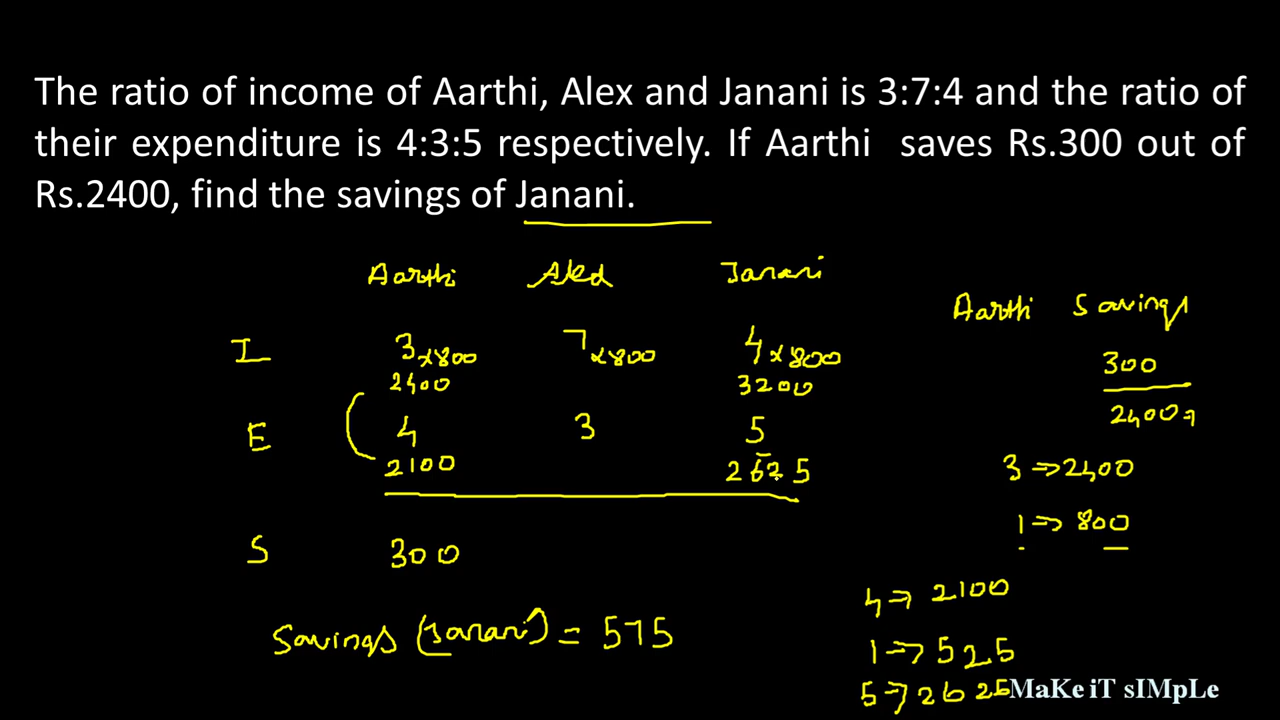 The ratio of income of Aarthi, Alex and Janani is 3:7:4 and the ratio of
their expenditure is 4:3:5 respectively. If Aarthi saves Rs.300 out of
Rs.2400, find the savings of Janani.
Aarthi Alex Janani
Aarthi Savings
I 3x800 7x800 4x800
300
2400 3200
2400
E 4 3 5
2100 2625
3 => 2400
1 => 800
S 300
4 => 2100
Savings (Janani) = 575
1 => 525
5 => 2625
MaKe iT sIMpLe